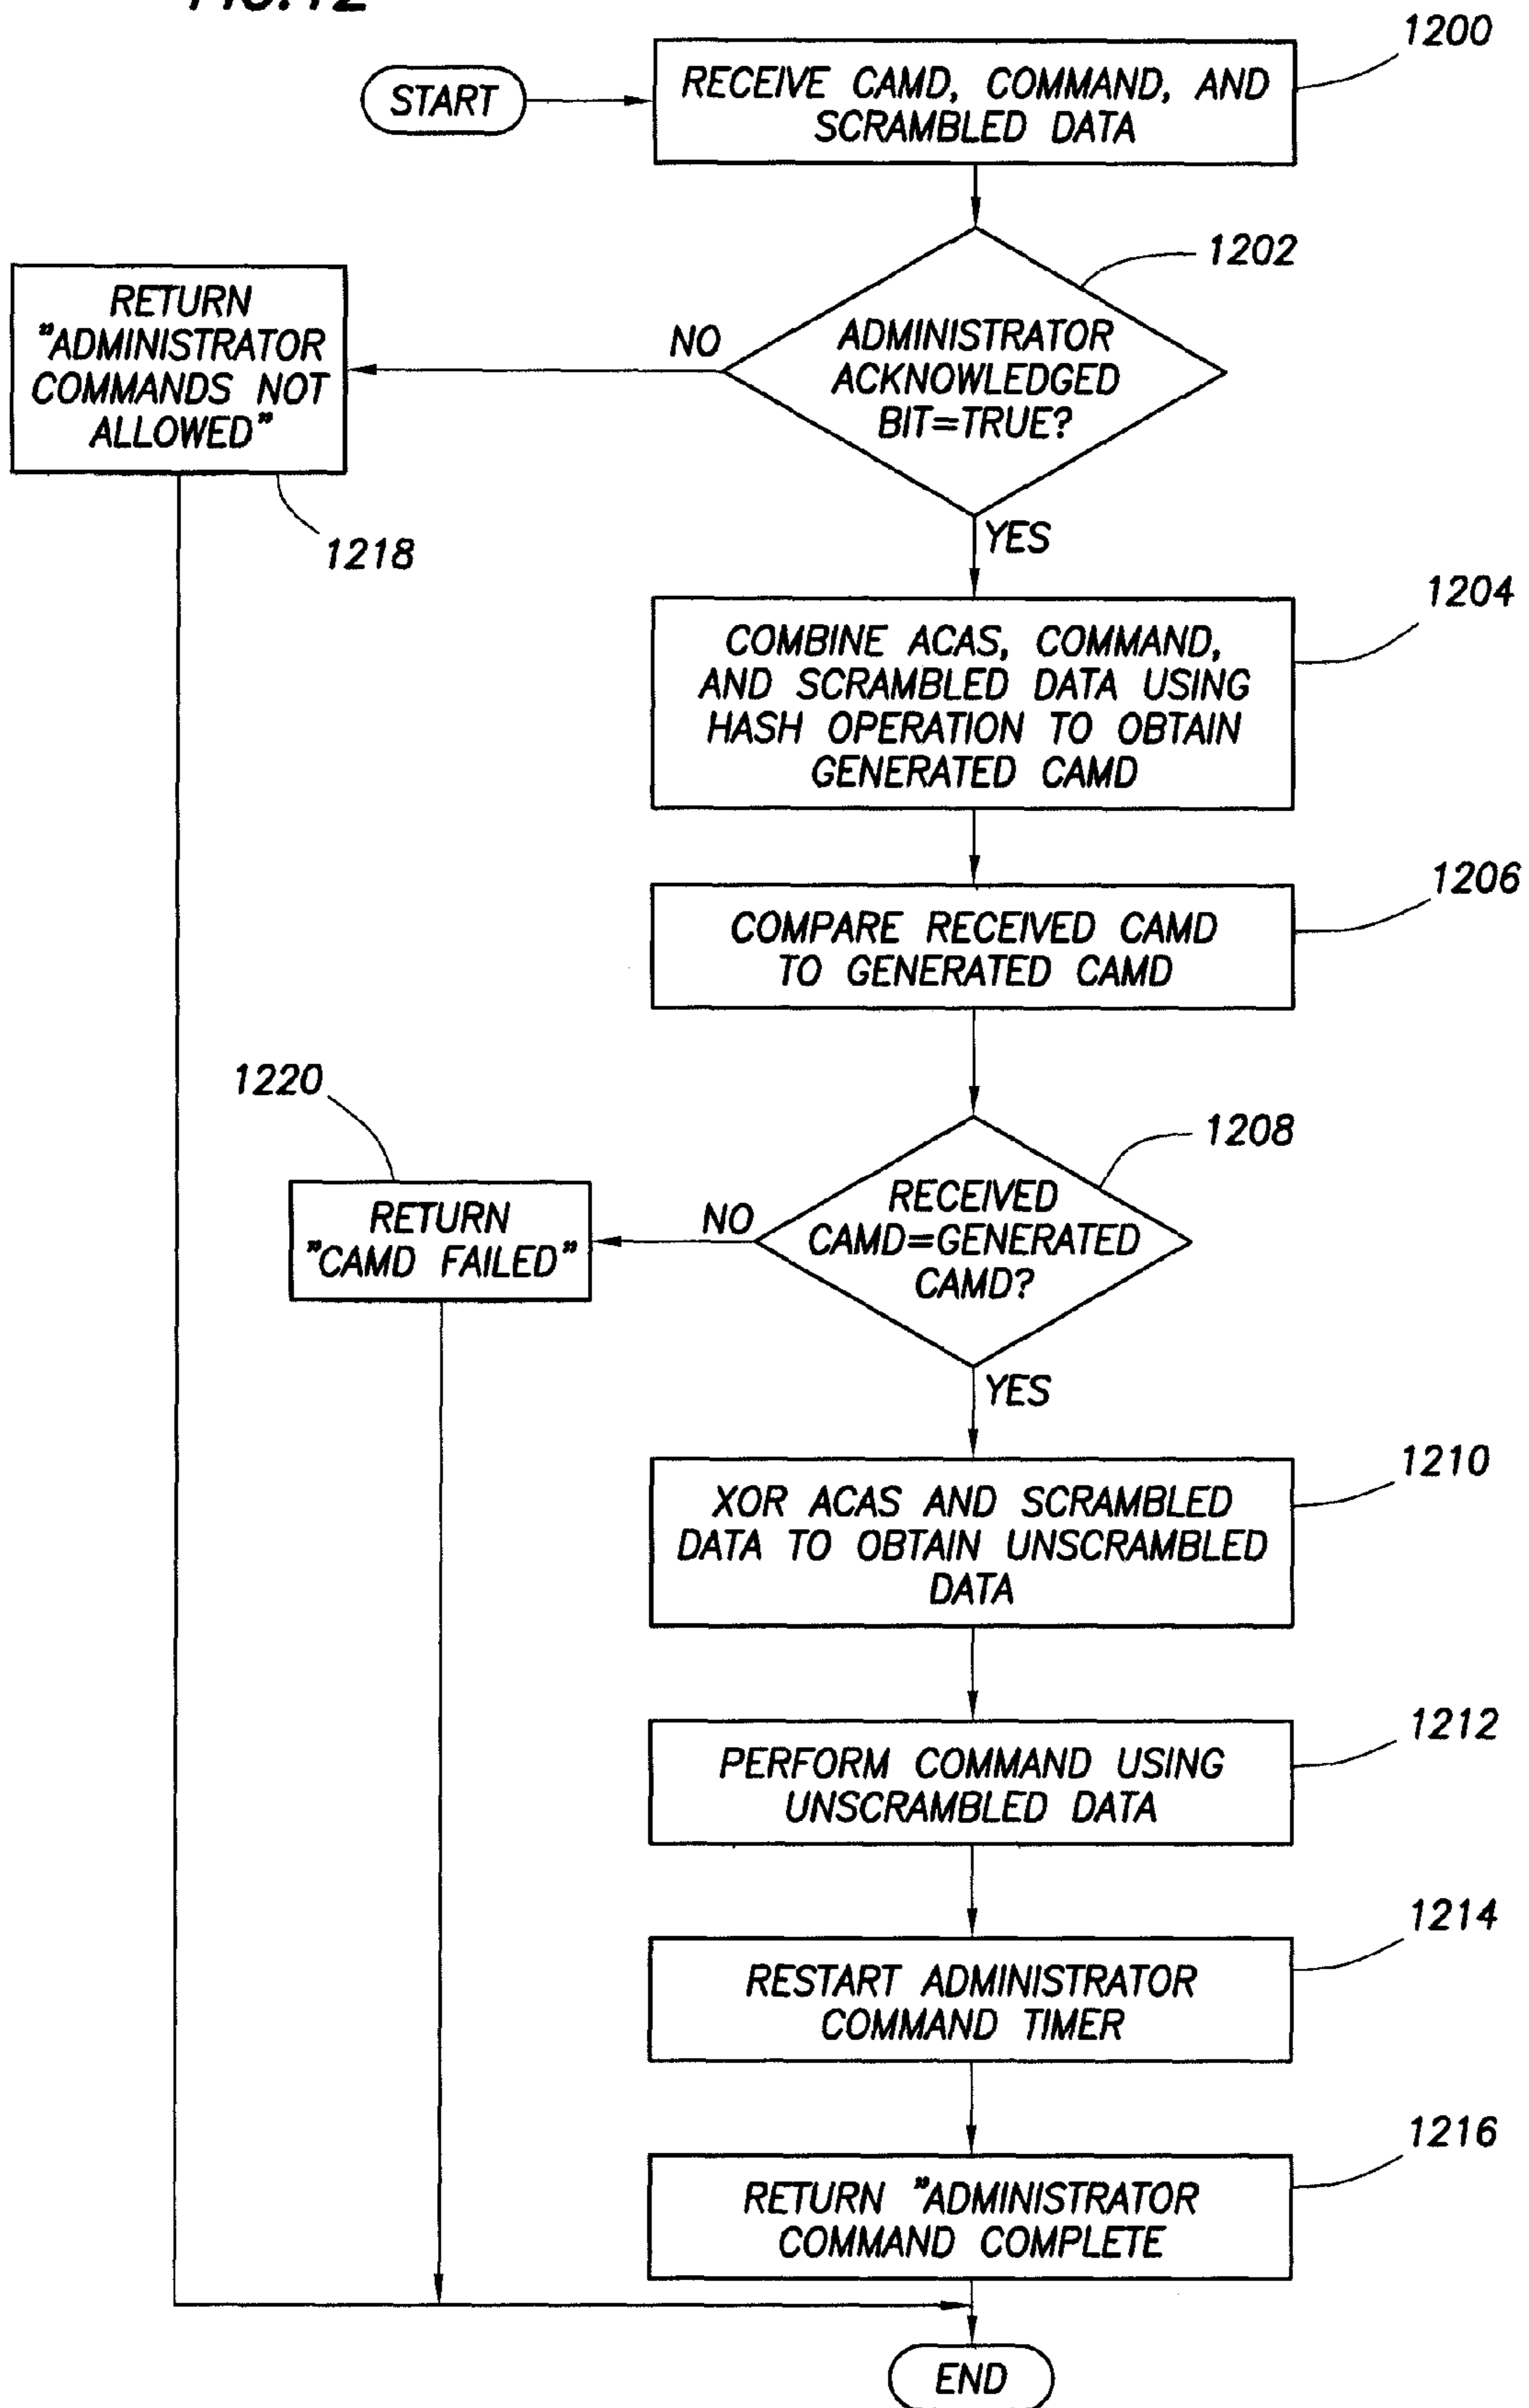 FIG. 12
START
RECEIVE CAMD, COMMAND, AND
SCRAMBLED DATA
1200
1202
ADMINISTRATOR
ACKNOWLEDGED
BIT=TRUE?
NO
RETURN
"ADMINISTRATOR
COMMANDS NOT
ALLOWED"
1218
YES
1204
COMBINE ACAS, COMMAND,
AND SCRAMBLED DATA USING
HASH OPERATION TO OBTAIN
GENERATED CAMD
1206
COMPARE RECEIVED CAMD
TO GENERATED CAMD
1208
RECEIVED
CAMD=GENERATED
CAMD?
NO
1220
RETURN
"CAMD FAILED"
YES
1210
XOR ACAS AND SCRAMBLED
DATA TO OBTAIN UNSCRAMBLED
DATA
1212
PERFORM COMMAND USING
UNSCRAMBLED DATA
1214
RESTART ADMINISTRATOR
COMMAND TIMER
1216
RETURN "ADMINISTRATOR
COMMAND COMPLETE
END